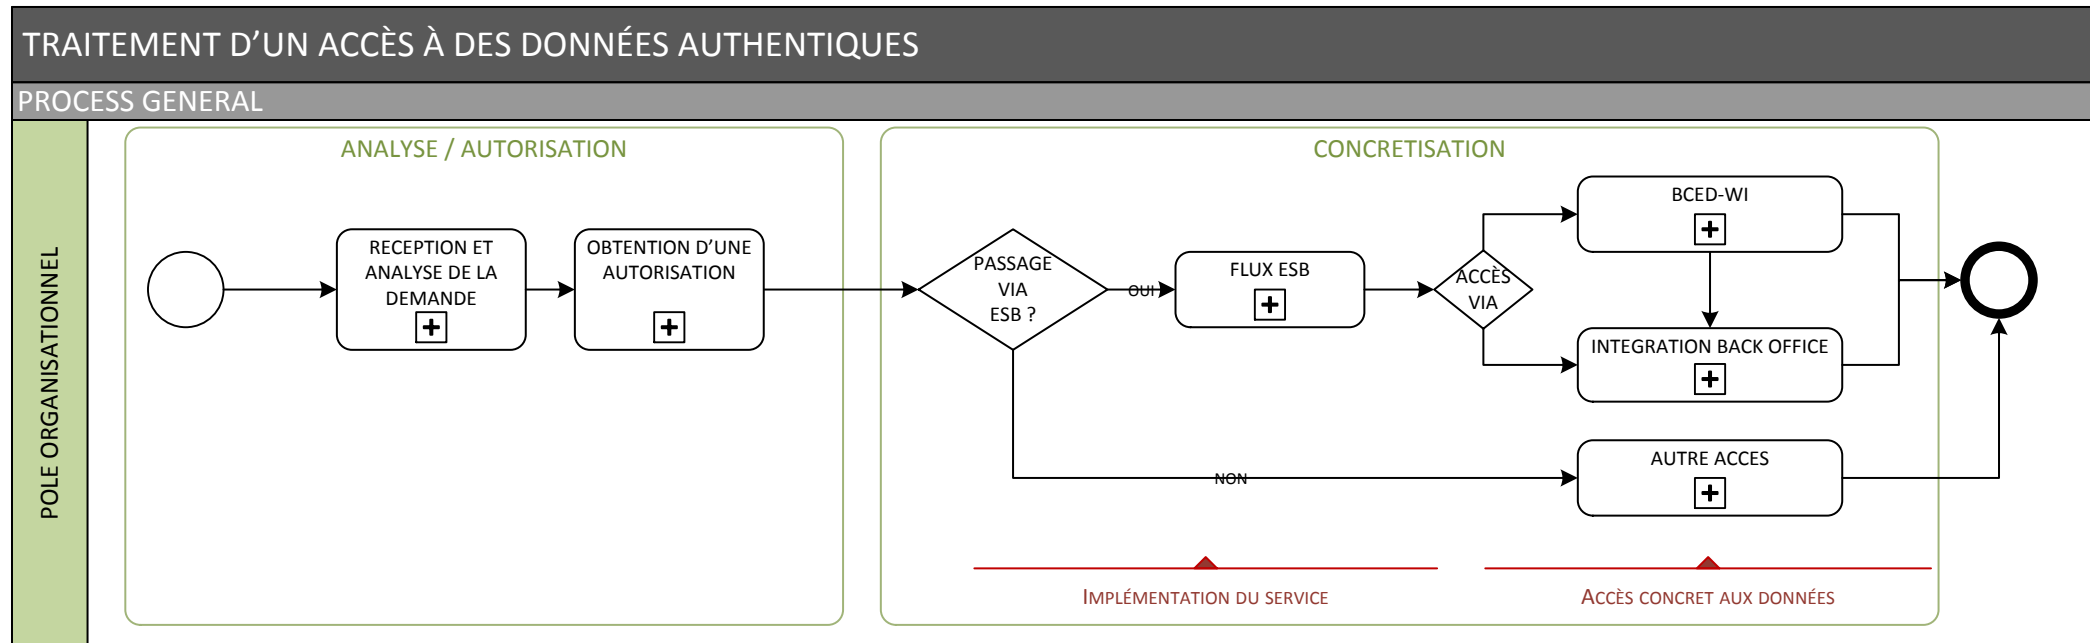 TRAITEMENT D’UN ACCÈS À DES DONNÉES AUTHENTIQUES
PROCESS GENERAL
POLE ORGANISATIONNEL
ANALYSE / AUTORISATION
RECEPTION ET
ANALYSE DE LA
DEMANDE
OBTENTION D’UNE
AUTORISATION
CONCRETISATION
PASSAGE
VIA
ESB ?
OUI
FLUX ESB
ACCÈS
VIA
BCED-WI
INTEGRATION BACK OFFICE
NON
AUTRE ACCES
IMPLÉMENTATION DU SERVICE
ACCÈS CONCRET AUX DONNÉES